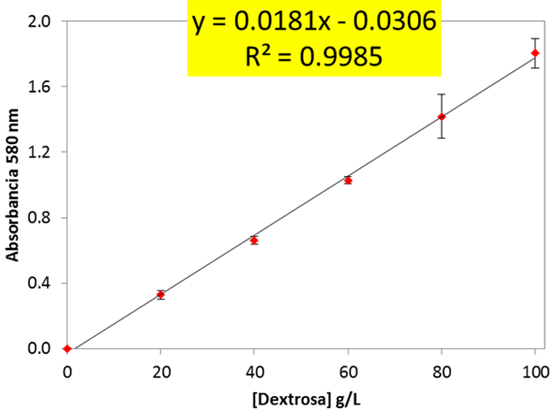 y = 0.0181x - 0.0306
R² = 0.9985
2.0
1.6
1.2
0.8
0.4
0.0
Absorbancia 580 nm
0 20 40 60 80 100
[Dextrosa] g/L